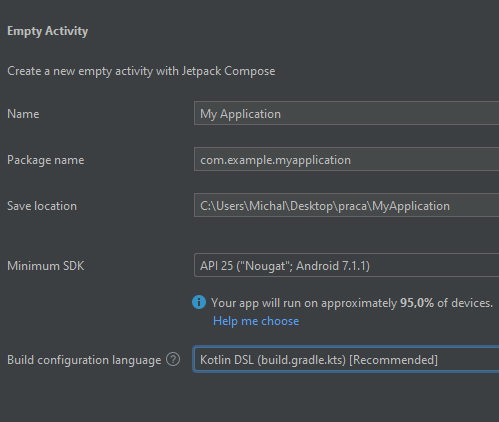 Empty Activity
Create a new empty activity with Jetpack Compose
Name
My Application
Package name
com.example.myapplication
Save location
C:\Users\Michal\Desktop\praca\MyApplication
Minimum SDK
API 25 ("Nougat"; Android 7.1.1)
Your app will run on approximately 95,0% of devices.
Help me choose
Build configuration language
Kotlin DSL (build.gradle.kts) [Recommended]